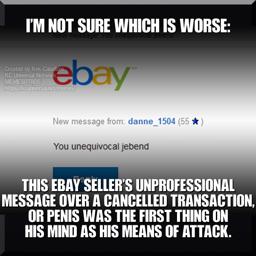 I'M NOT SURE WHICH IS WORSE:
ebay
New message from: danne_1504 (55 ★)
You unequivocal jebend
THIS EBAY SELLER'S UNPROFESSIONAL
MESSAGE OVER A CANCELLED TRANSACTION,
OR PENIS WAS THE FIRST THING ON
HIS MIND AS HIS MEANS OF ATTACK.